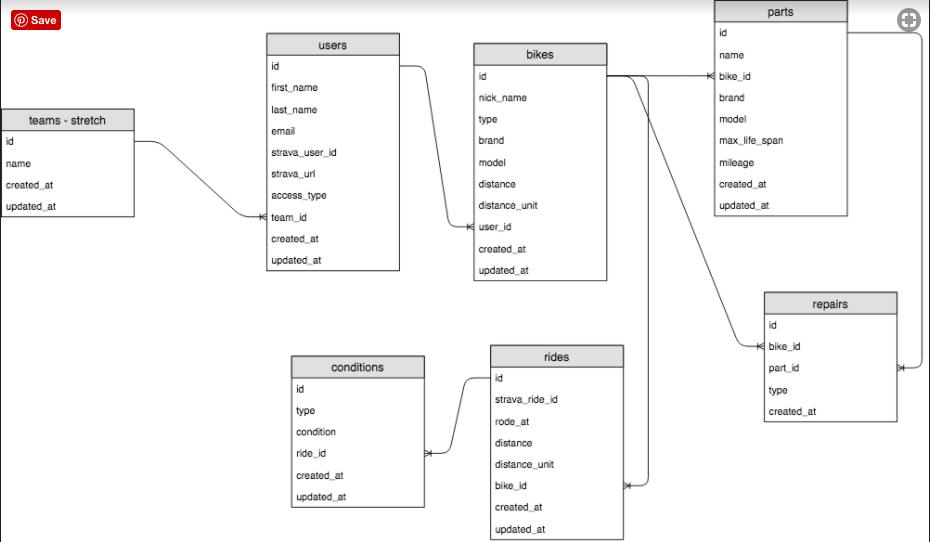 Save
teams - stretch
id
name
created_at
updated_at
users
id
first_name
last_name
email
strava_user_id
strava_url
access_type
team_id
created_at
updated_at
bikes
id
nick_name
type
brand
model
distance
distance_unit
user_id
created_at
updated_at
parts
id
name
bike_id
brand
model
max_life_span
mileage
created_at
updated_at
conditions
id
type
condition
ride_id
created_at
updated_at
rides
id
strava_ride_id
rode_at
distance
distance_unit
bike_id
created_at
updated_at
repairs
id
bike_id
part_id
type
created_at